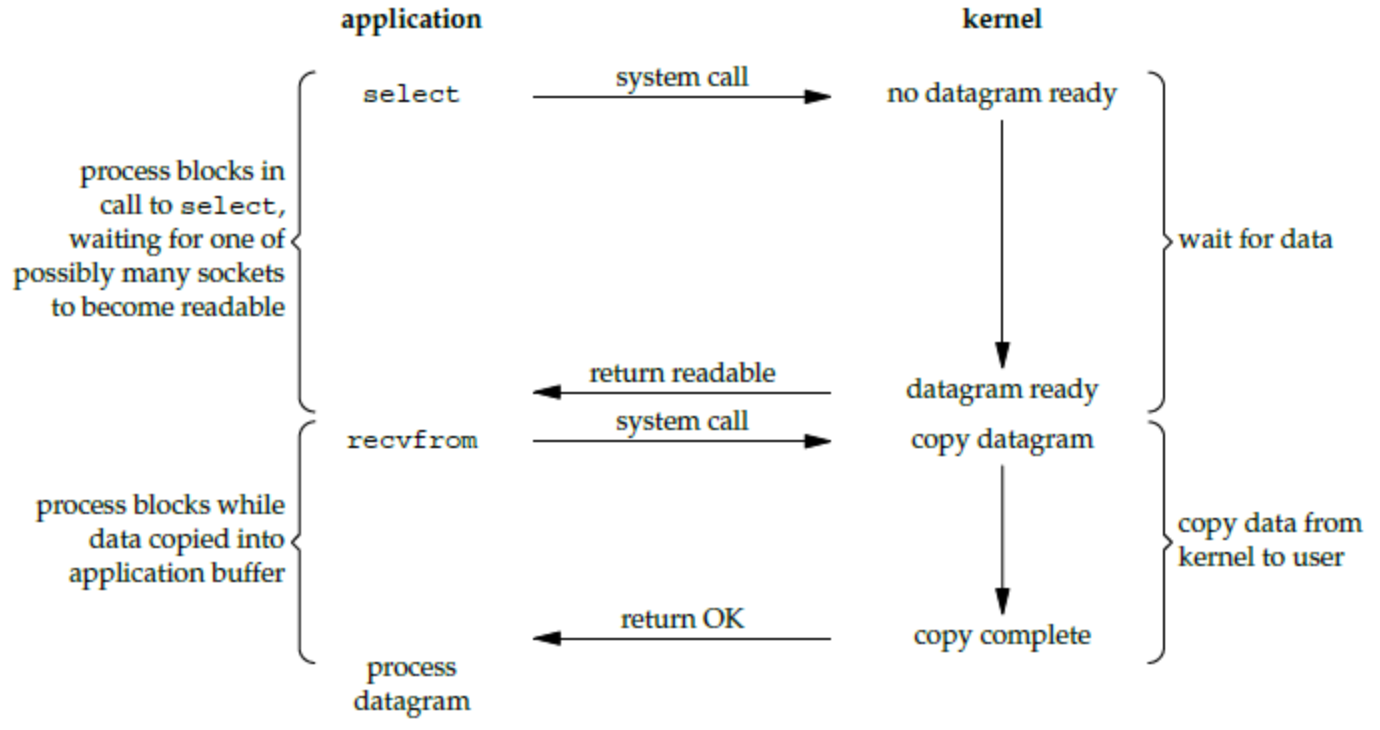 application
kernel
select
system call
no datagram ready
process blocks in
call to select,
waiting for one of
possibly many sockets
to become readable
wait for data
return readable
datagram ready
recvfrom
system call
copy datagram
process blocks while
data copied into
application buffer
copy data from
kernel to user
return OK
copy complete
process
datagram